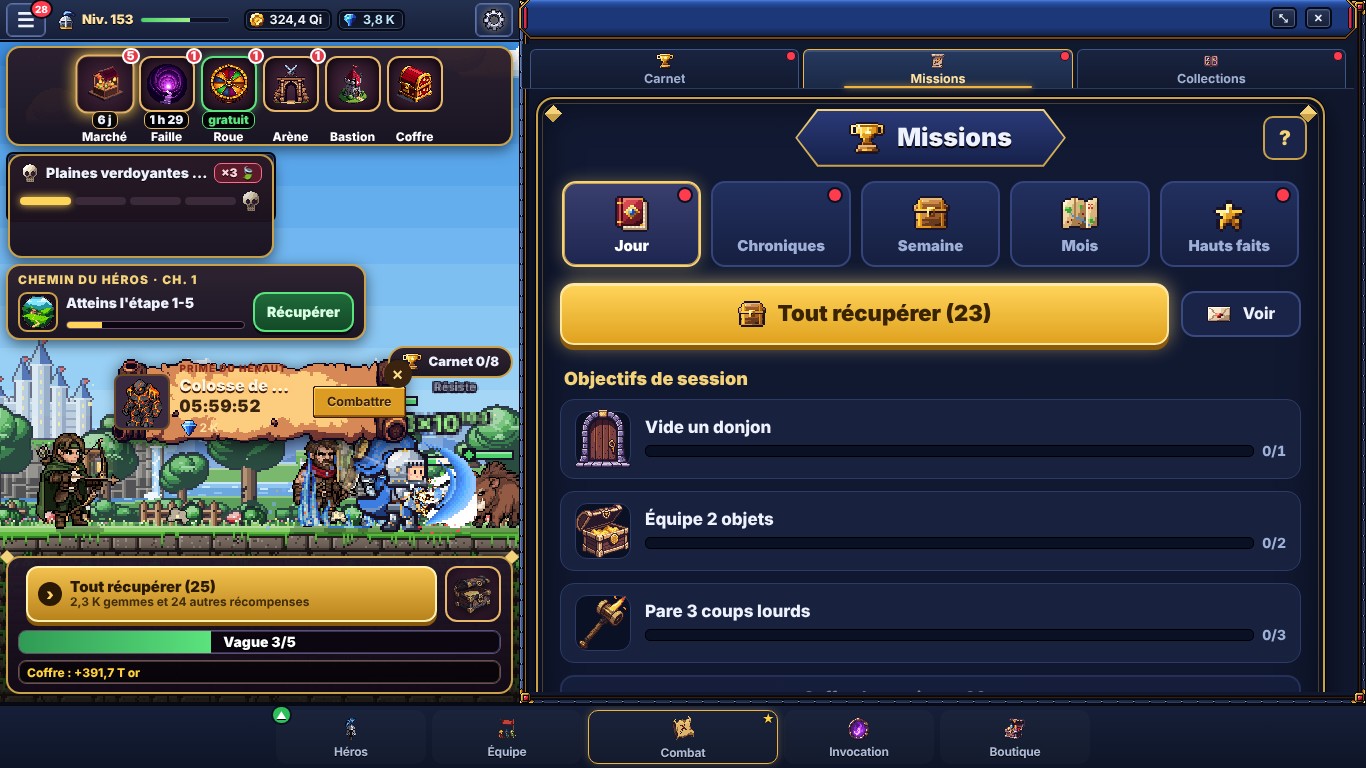 28
Niv. 153
324,4 Qi
3,8 K
5
1
1
1
6 j
1 h 29
gratuit
Marché
Faille
Roue
Arène
Bastion
Coffre
Plaines verdoyantes ...
×3
CHEMIN DU HÉROS · CH. 1
Atteins l'étape 1-5
Récupérer
Carnet 0/8
PRIME DU HÉRAUT
Colosse de ...
05:59:52
2 K
Combattre
Résiste
Tout récupérer (25)
2,3 K gemmes et 24 autres récompenses
Vague 3/5
Coffre : +391,7 T or
Carnet
Missions
Collections
Missions
?
Jour
Chroniques
Semaine
Mois
Hauts faits
Tout récupérer (23)
Voir
Objectifs de session
Vide un donjon
0/1
Équipe 2 objets
0/2
Pare 3 coups lourds
0/3
Héros
Équipe
Combat
Invocation
Boutique